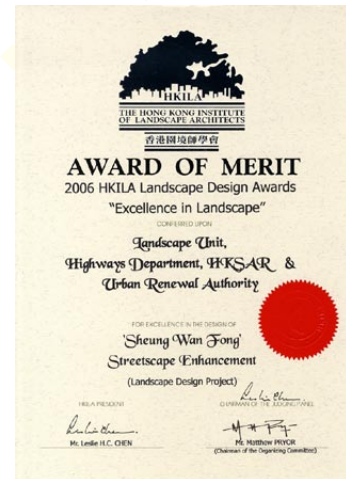 HKILA
THE HONG KONG INSTITUTE
OF LANDSCAPE ARCHITECTS
香港園境師學會
AWARD OF MERIT
2006 HKILA Landscape Design Awards
"Excellence in Landscape"
CONFERRED UPON
Landscape Unit,
Highways Department, HKSAR &
Urban Renewal Authority
FOR EXCELLENCE IN THE DESIGN OF
'Sheung Wan Fong'
Streetscape Enhancement
(Landscape Design Project)
HKILA PRESIDENT
CHAIRMAN OF THE JUDGING PANEL
Mr. Leslie H.C. CHEN
Mr. Matthew PRYOR
(Chairman of the Organizing Committee)